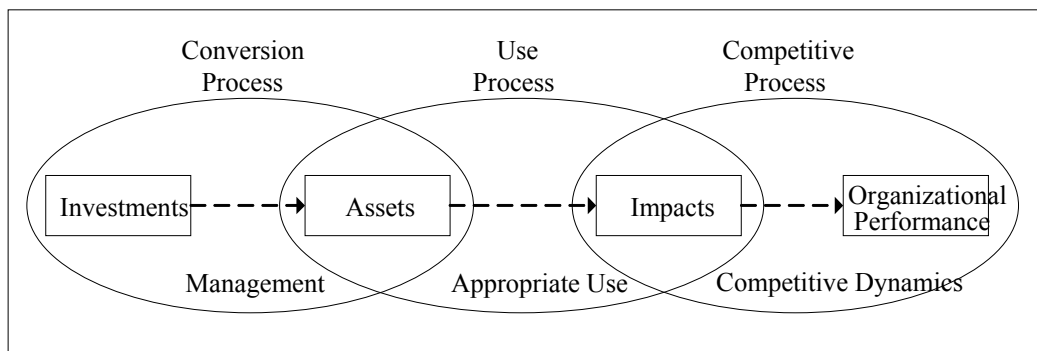 Conversion
Process
Use
Process
Competitive
Process
Investments
Assets
Impacts
Organizational
Performance
Management
Appropriate Use
Competitive Dynamics